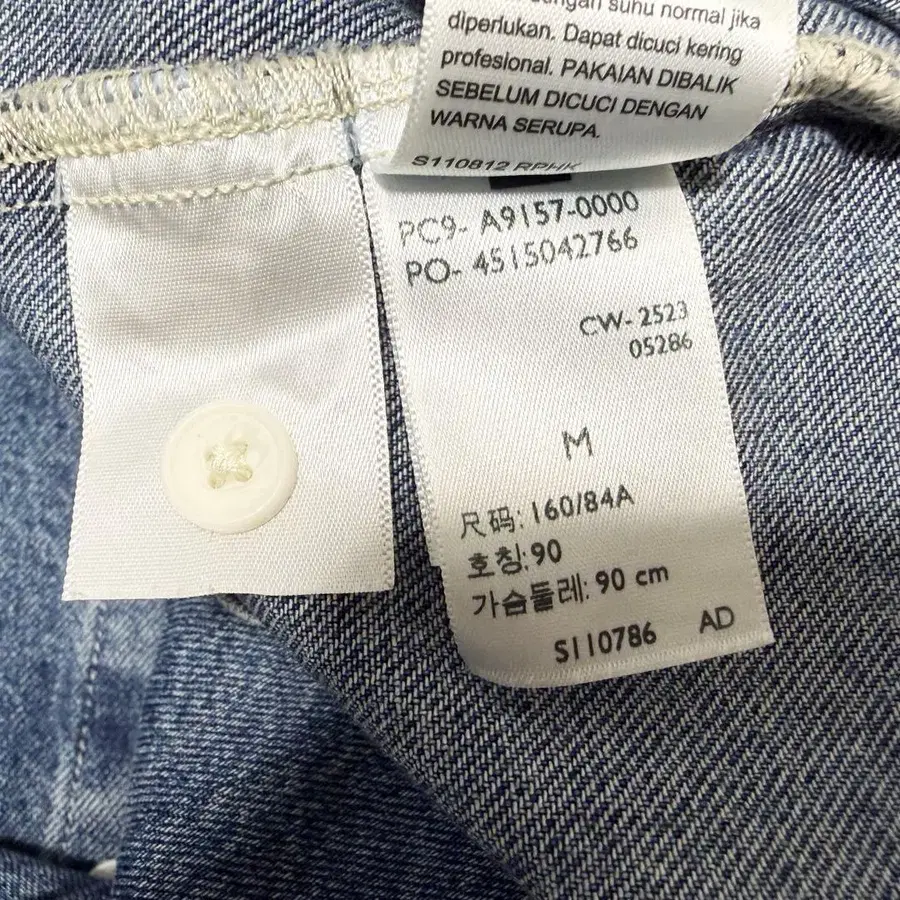 suhu normal jika
diperlukan. Dapat dicuci kering
profesional. PAKAIAN DIBALIK
SEBELUM DICUCI DENGAN
WARNA SERUPA.
S110812 RPHK
PC9- A9157-0000
PO- 4515042766
CW- 2523
05286
M
尺码: 160/84A
호칭: 90
가슴둘레: 90 cm
S110786 AD